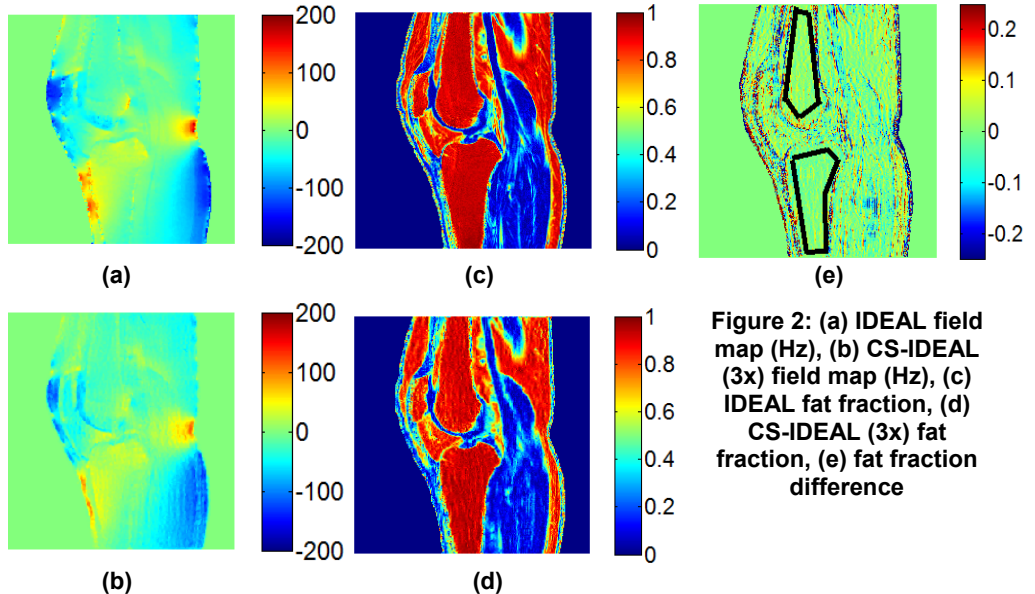 200
100
0
-100
-200
(a)
1
0.8
0.6
0.4
0.2
0
(c)
0.2
0.1
0
-0.1
-0.2
(e)
200
100
0
-100
-200
(b)
1
0.8
0.6
0.4
0.2
0
(d)
Figure 2: (a) IDEAL field
map (Hz), (b) CS-IDEAL
(3x) field map (Hz), (c)
IDEAL fat fraction, (d)
CS-IDEAL (3x) fat
fraction, (e) fat fraction
difference